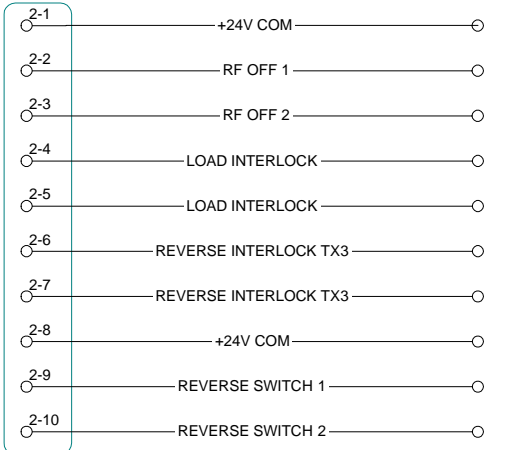 2-1 +24V COM
2-2 RF OFF 1
2-3 RF OFF 2
2-4 LOAD INTERLOCK
2-5 LOAD INTERLOCK
2-6 REVERSE INTERLOCK TX3
2-7 REVERSE INTERLOCK TX3
2-8 +24V COM
2-9 REVERSE SWITCH 1
2-10 REVERSE SWITCH 2